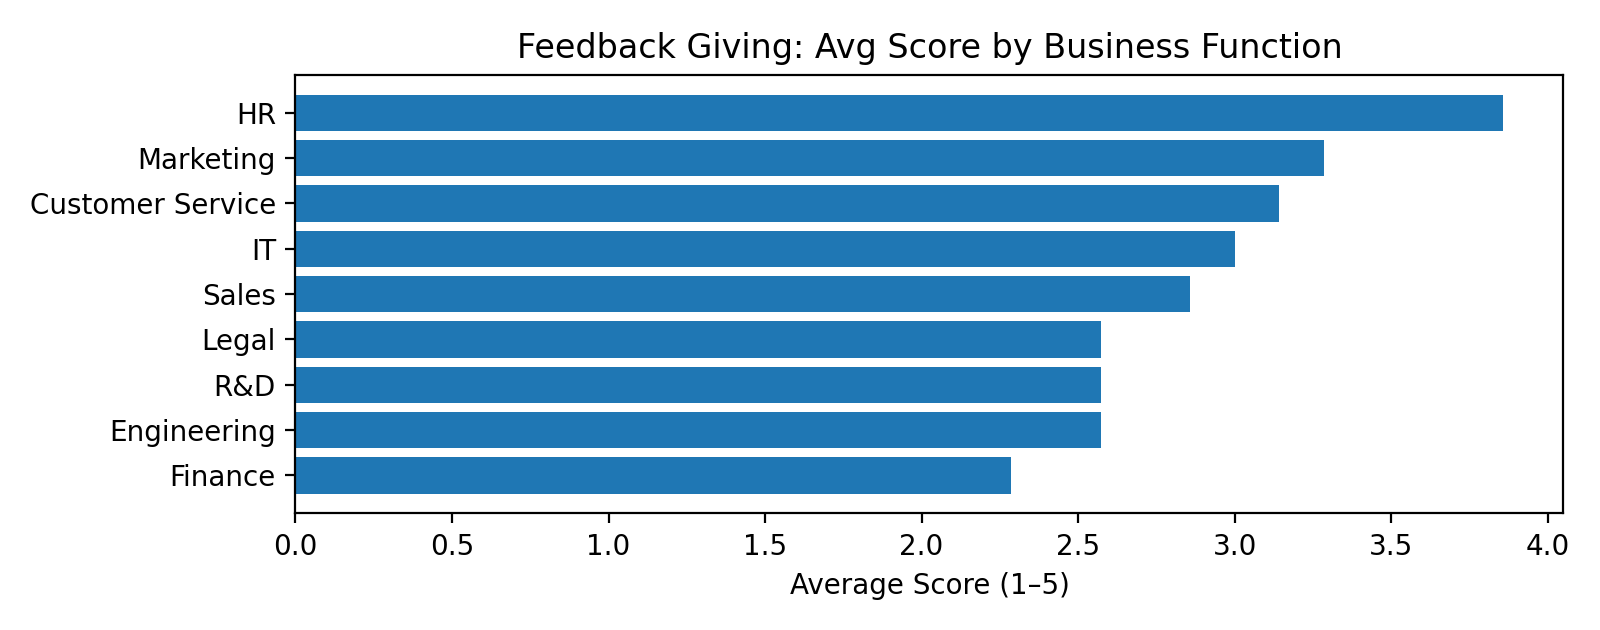 Feedback Giving: Avg Score by Business Function
HR
Marketing
Customer Service
IT
Sales
Legal
R&D
Engineering
Finance
0.0 0.5 1.0 1.5 2.0 2.5 3.0 3.5 4.0
Average Score (1–5)